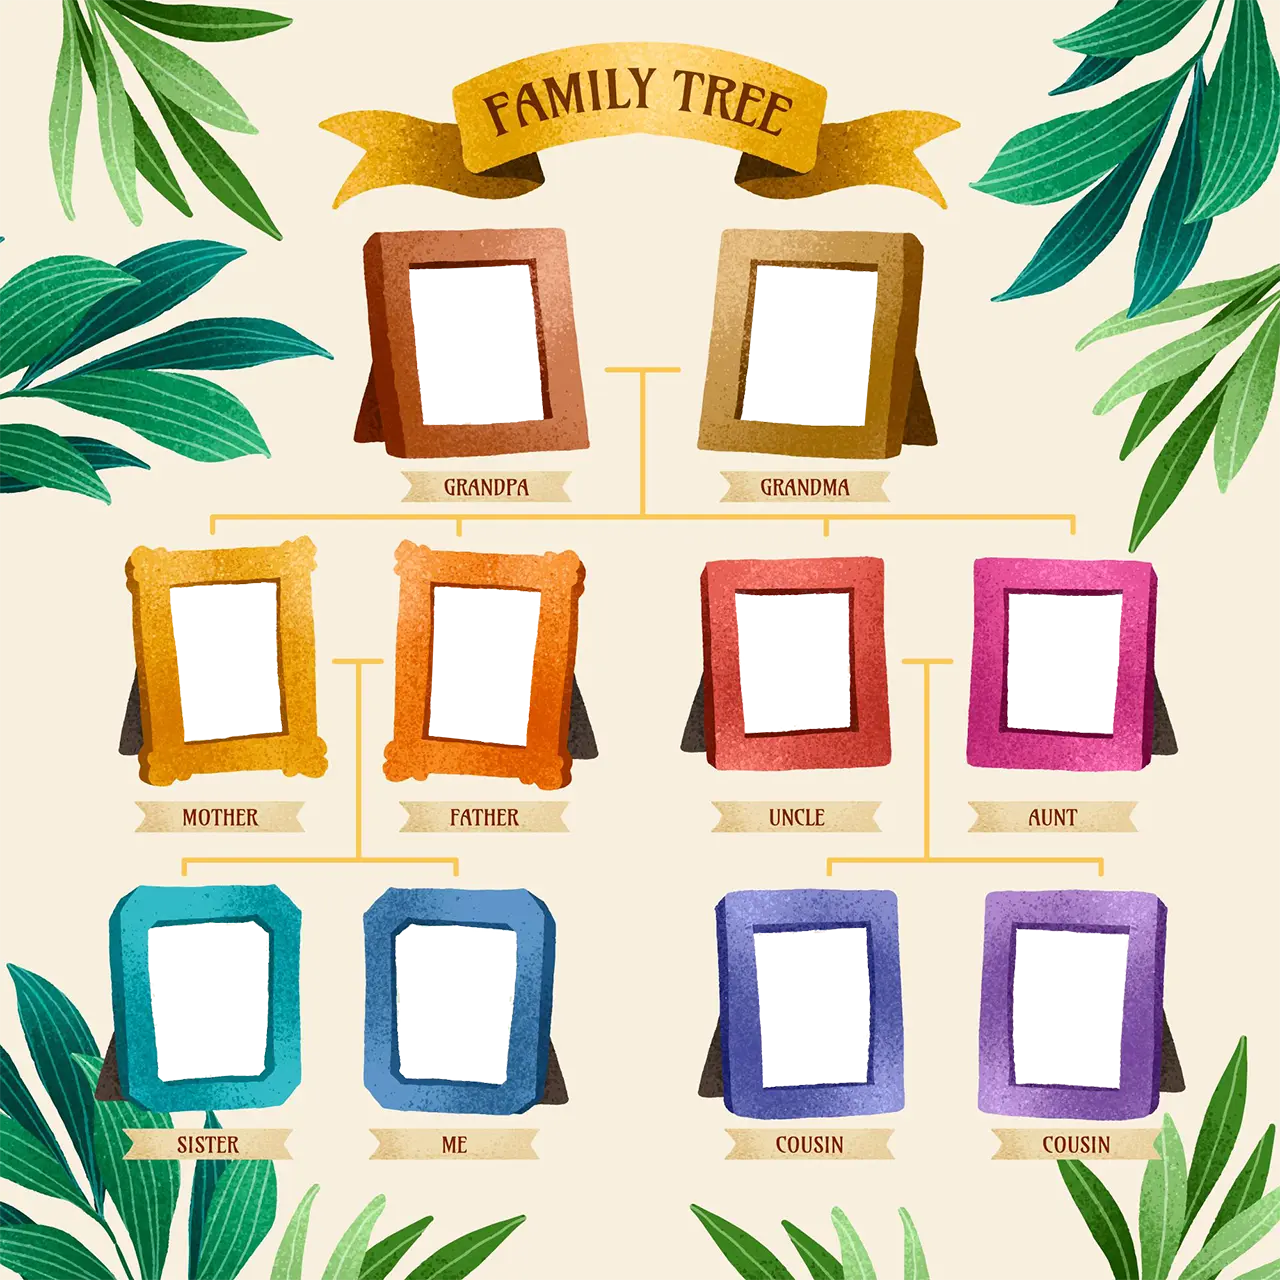 FAMILY TREE
GRANDPA
GRANDMA
MOTHER
FATHER
UNCLE
AUNT
SISTER
ME
COUSIN
COUSIN